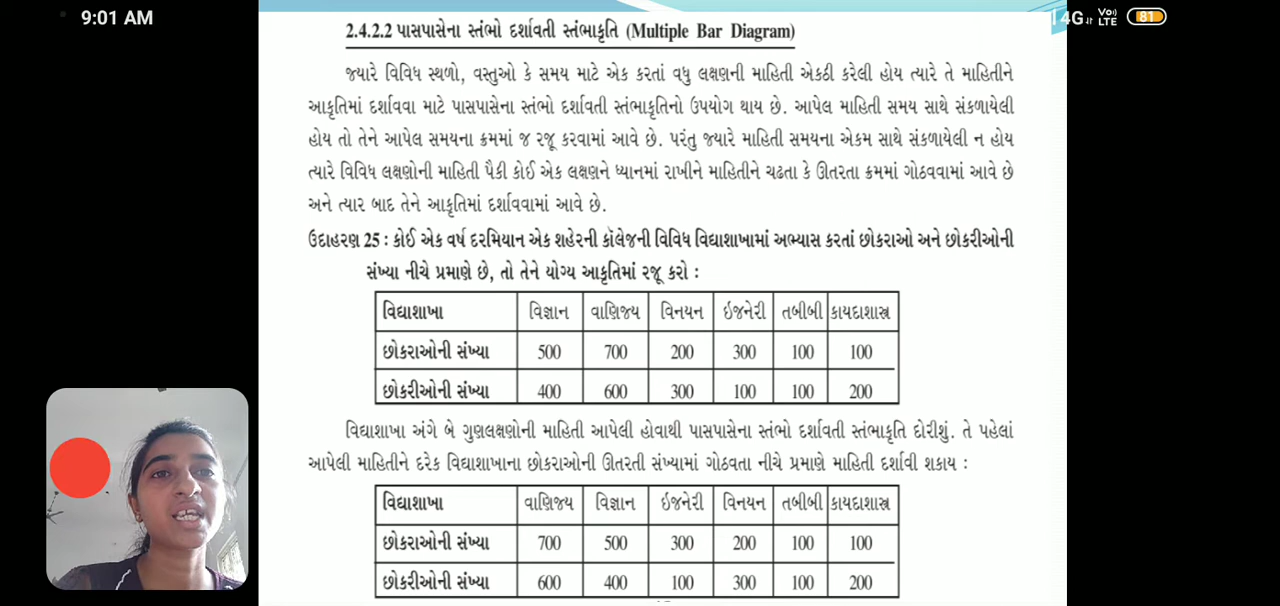 9:01 AM
4G Vo) LTE 81
2.4.2.2 પાસપાસેના સ્તંભો દર્શાવતી સ્તંભાકૃતિ (Multiple Bar Diagram)
જ્યારે વિવિધ સ્થળો, વસ્તુઓ કે સમય માટે એક કરતાં વધુ લક્ષણની માહિતી એકઠી કરેલી હોય ત્યારે તે માહિતીને
આકૃતિમાં દર્શાવવા માટે પાસપાસેના સ્તંભો દર્શાવતી સ્તંભાકૃતિનો ઉપયોગ થાય છે. આપેલ માહિતી સમય સાથે સંકળાયેલી
હોય તો તેને આપેલ સમયના ક્રમમાં જ રજૂ કરવામાં આવે છે. પરંતુ જ્યારે માહિતી સમયના એકમ સાથે સંકળાયેલી ન હોય
ત્યારે વિવિધ લક્ષણોની માહિતી પૈકી કોઈ એક લક્ષણને ધ્યાનમાં રાખીને માહિતીને ચઢતા કે ઊતરતા ક્રમમાં ગોઠવવામાં આવે છે
અને ત્યાર બાદ તેને આકૃતિમાં દર્શાવવામાં આવે છે.
ઉદાહરણ 25 : કોઈ એક વર્ષ દરમિયાન એક શહેરની કૉલેજની વિવિધ વિદ્યાશાખામાં અભ્યાસ કરતાં છોકરાઓ અને છોકરીઓની
સંખ્યા નીચે પ્રમાણે છે, તો તેને યોગ્ય આકૃતિમાં રજૂ કરો :
વિદ્યાશાખા વિજ્ઞાન વાણિજ્ય વિનયન ઇજનેરી તબીબી કાયદાશાસ્ત્ર
છોકરાઓની સંખ્યા 500 700 200 300 100 100
છોકરીઓની સંખ્યા 400 600 300 100 100 200
વિદ્યાશાખા અંગે બે ગુણલક્ષણોની માહિતી આપેલી હોવાથી પાસપાસેના સ્તંભો દર્શાવતી સ્તંભાકૃતિ દોરીશું. તે પહેલાં
આપેલી માહિતીને દરેક વિદ્યાશાખાના છોકરાઓની ઊતરતી સંખ્યામાં ગોઠવતા નીચે પ્રમાણે માહિતી દર્શાવી શકાય :
વિદ્યાશાખા વાણિજ્ય વિજ્ઞાન ઇજનેરી વિનયન તબીબી કાયદાશાસ્ત્ર
છોકરાઓની સંખ્યા 700 500 300 200 100 100
છોકરીઓની સંખ્યા 600 400 100 300 100 200